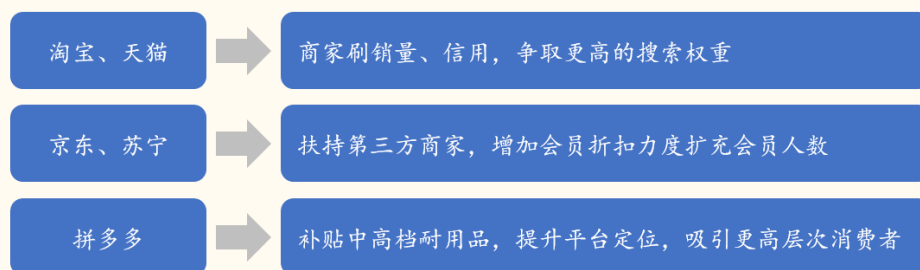 淘宝、天猫
商家刷销量、信用，争取更高的搜索权重
京东、苏宁
扶持第三方商家，增加会员折扣力度扩充会员人数
拼多多
补贴中高档耐用品，提升平台定位，吸引更高层次消费者